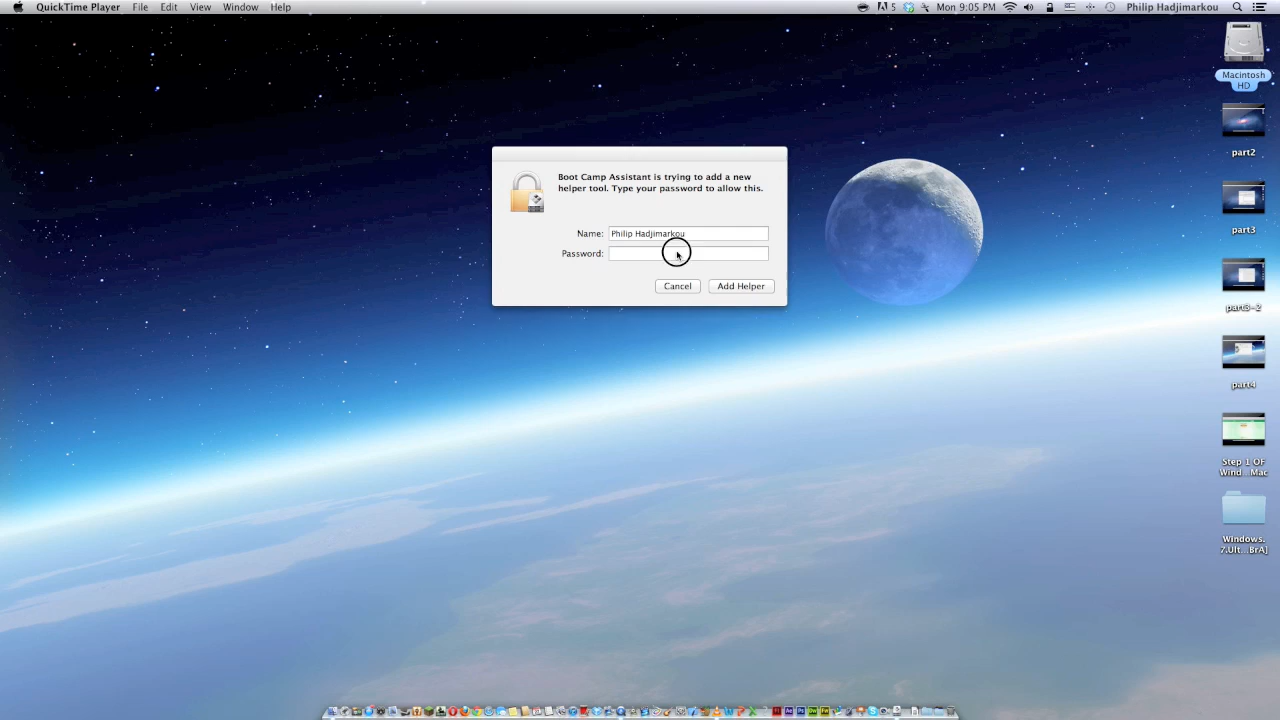 QuickTime Player File Edit View Window Help
5 Mon 9:05 PM Philip Hadjimarkou
Macintosh
HD
part2
part3
part3-2
part4
Step 1 OF
Wind...Mac
Windows.
7.Ult...BrA]
Boot Camp Assistant is trying to add a new
helper tool. Type your password to allow this.
Name: Philip Hadjimarkou
Password:
Cancel Add Helper